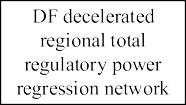 DF decelerated
regional total
regulatory power
regression network